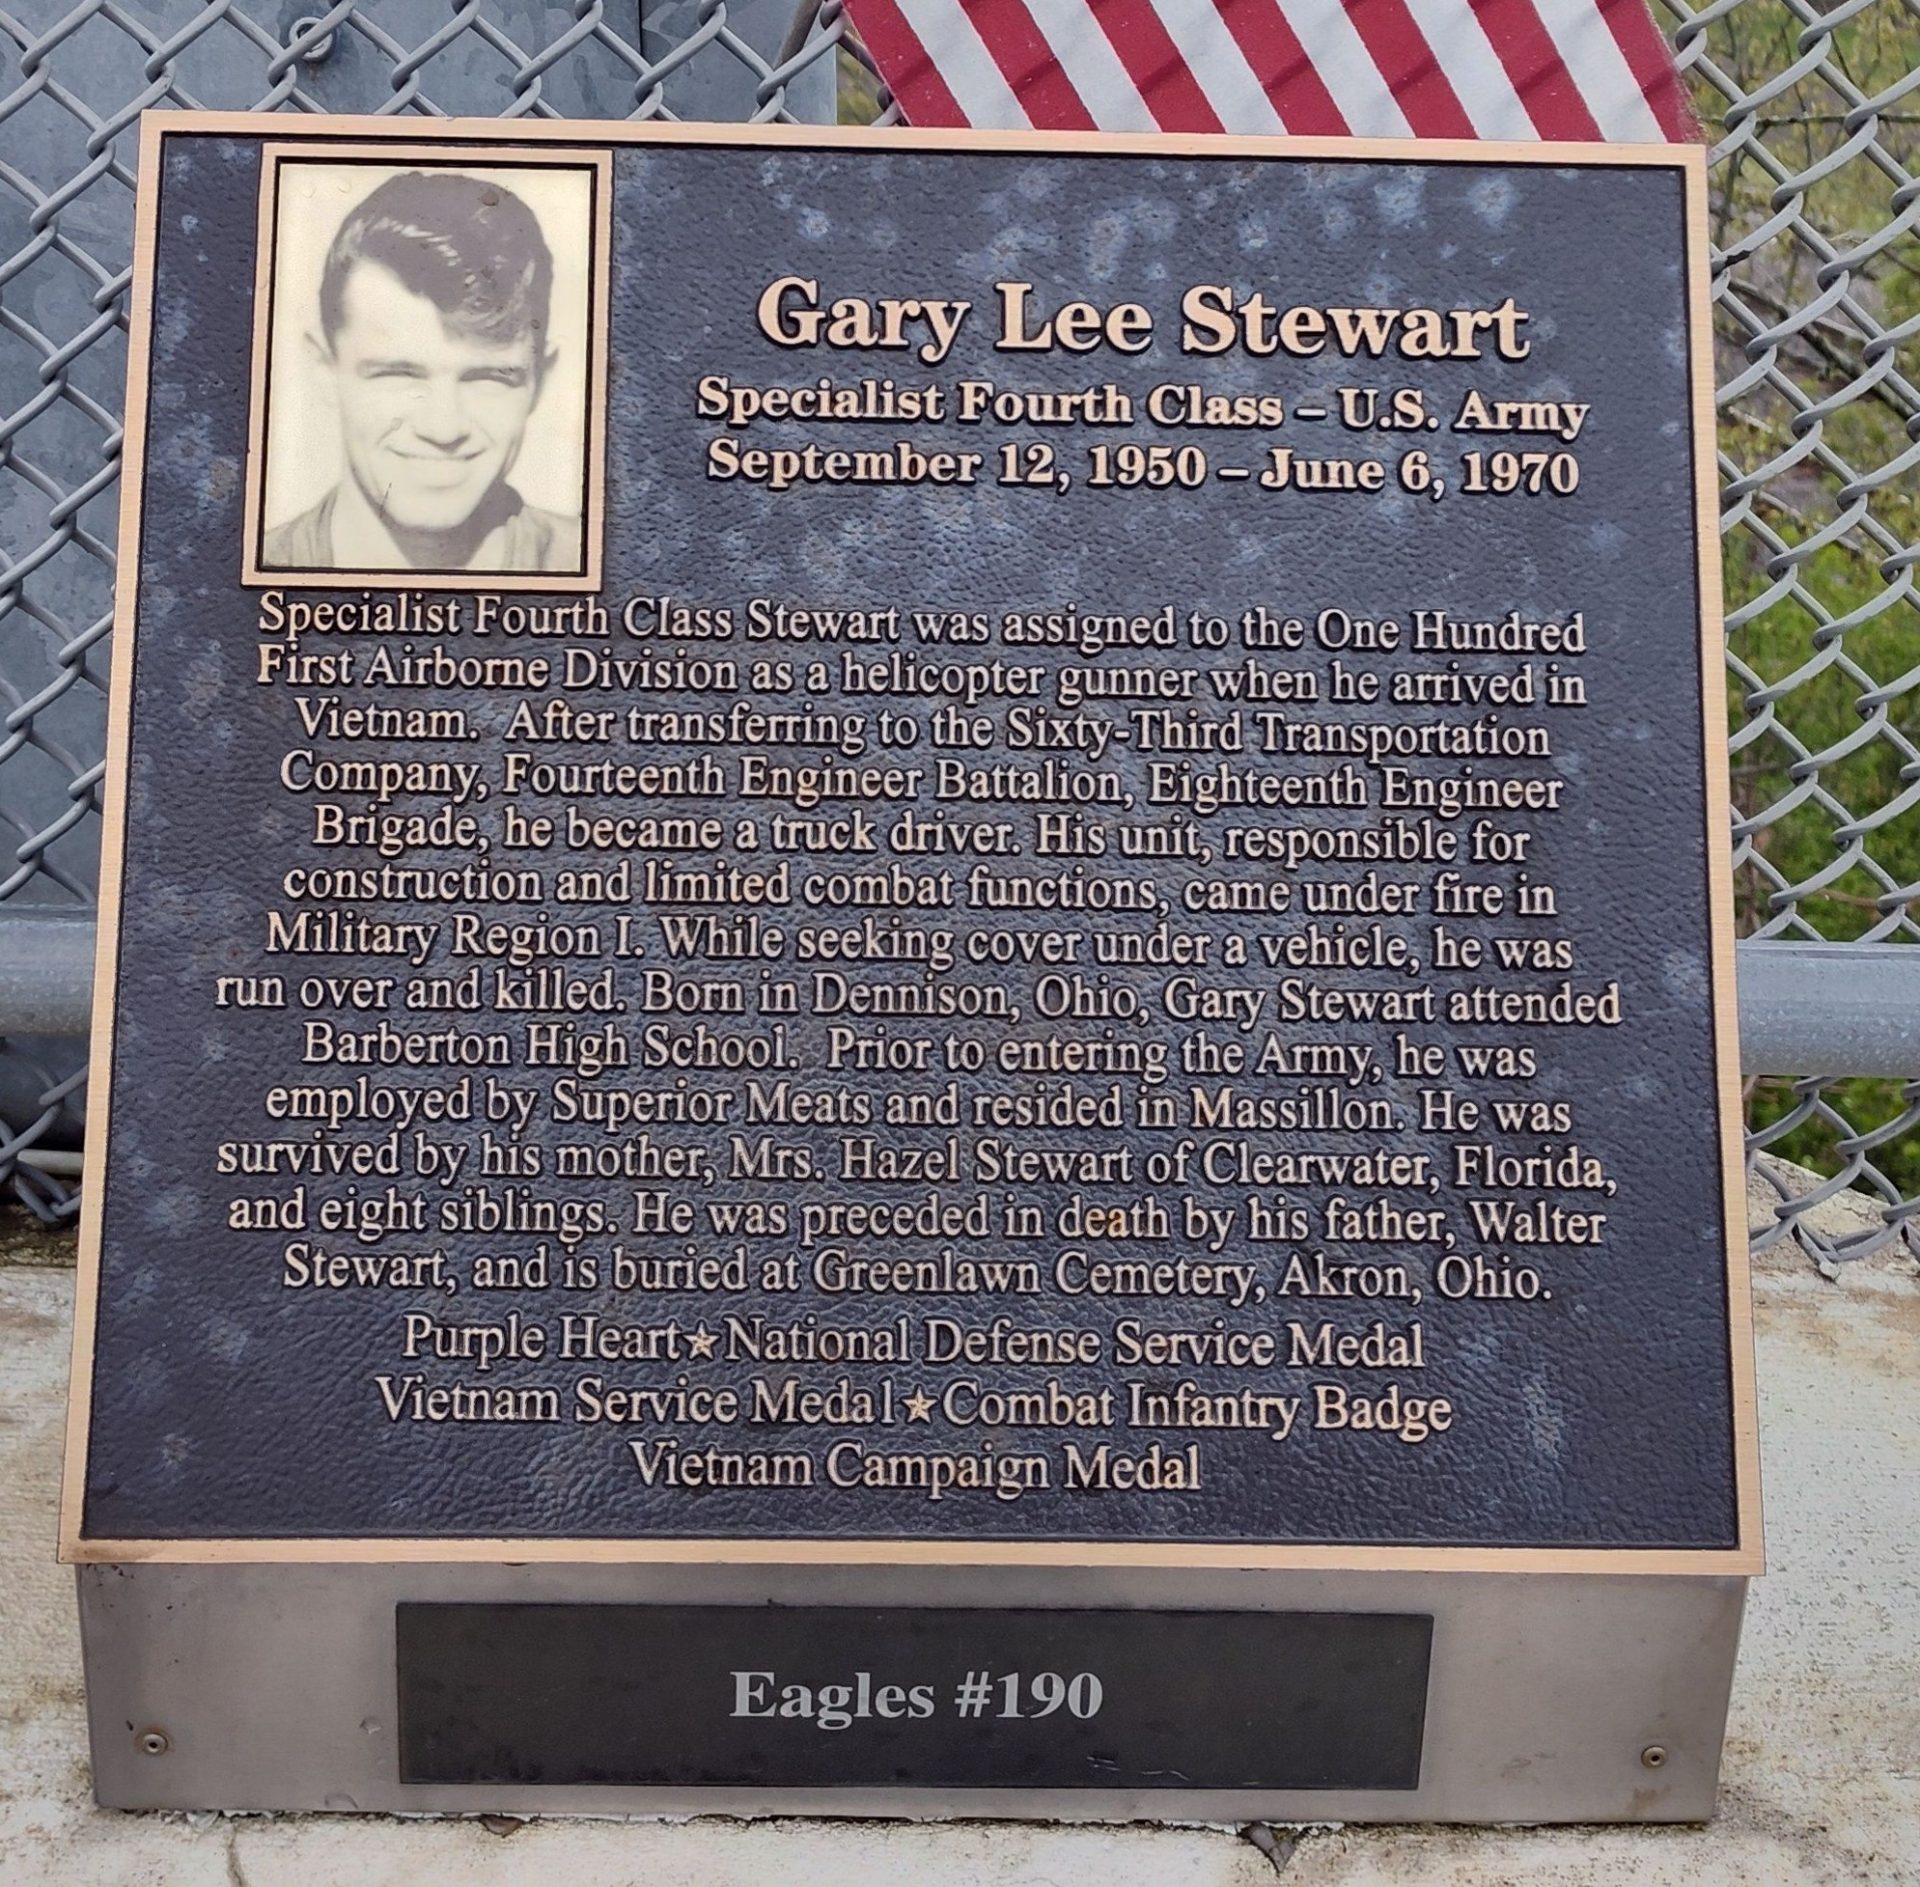 Gary Lee Stewart
Specialist Fourth Class – U.S. Army
September 12, 1950 – June 6, 1970
Specialist Fourth Class Stewart was assigned to the One Hundred
First Airborne Division as a helicopter gunner when he arrived in
Vietnam. After transferring to the Sixty-Third Transportation
Company, Fourteenth Engineer Battalion, Eighteenth Engineer
Brigade, he became a truck driver. His unit, responsible for
construction and limited combat functions, came under fire in
Military Region I. While seeking cover under a vehicle, he was
run over and killed. Born in Dennison, Ohio, Gary Stewart attended
Barberton High School. Prior to entering the Army, he was
employed by Superior Meats and resided in Massillon. He was
survived by his mother, Mrs. Hazel Stewart of Clearwater, Florida,
and eight siblings. He was preceded in death by his father, Walter
Stewart, and is buried at Greenlawn Cemetery, Akron, Ohio.
Purple Heart★National Defense Service Medal
Vietnam Service Medal★Combat Infantry Badge
Vietnam Campaign Medal
Eagles #190